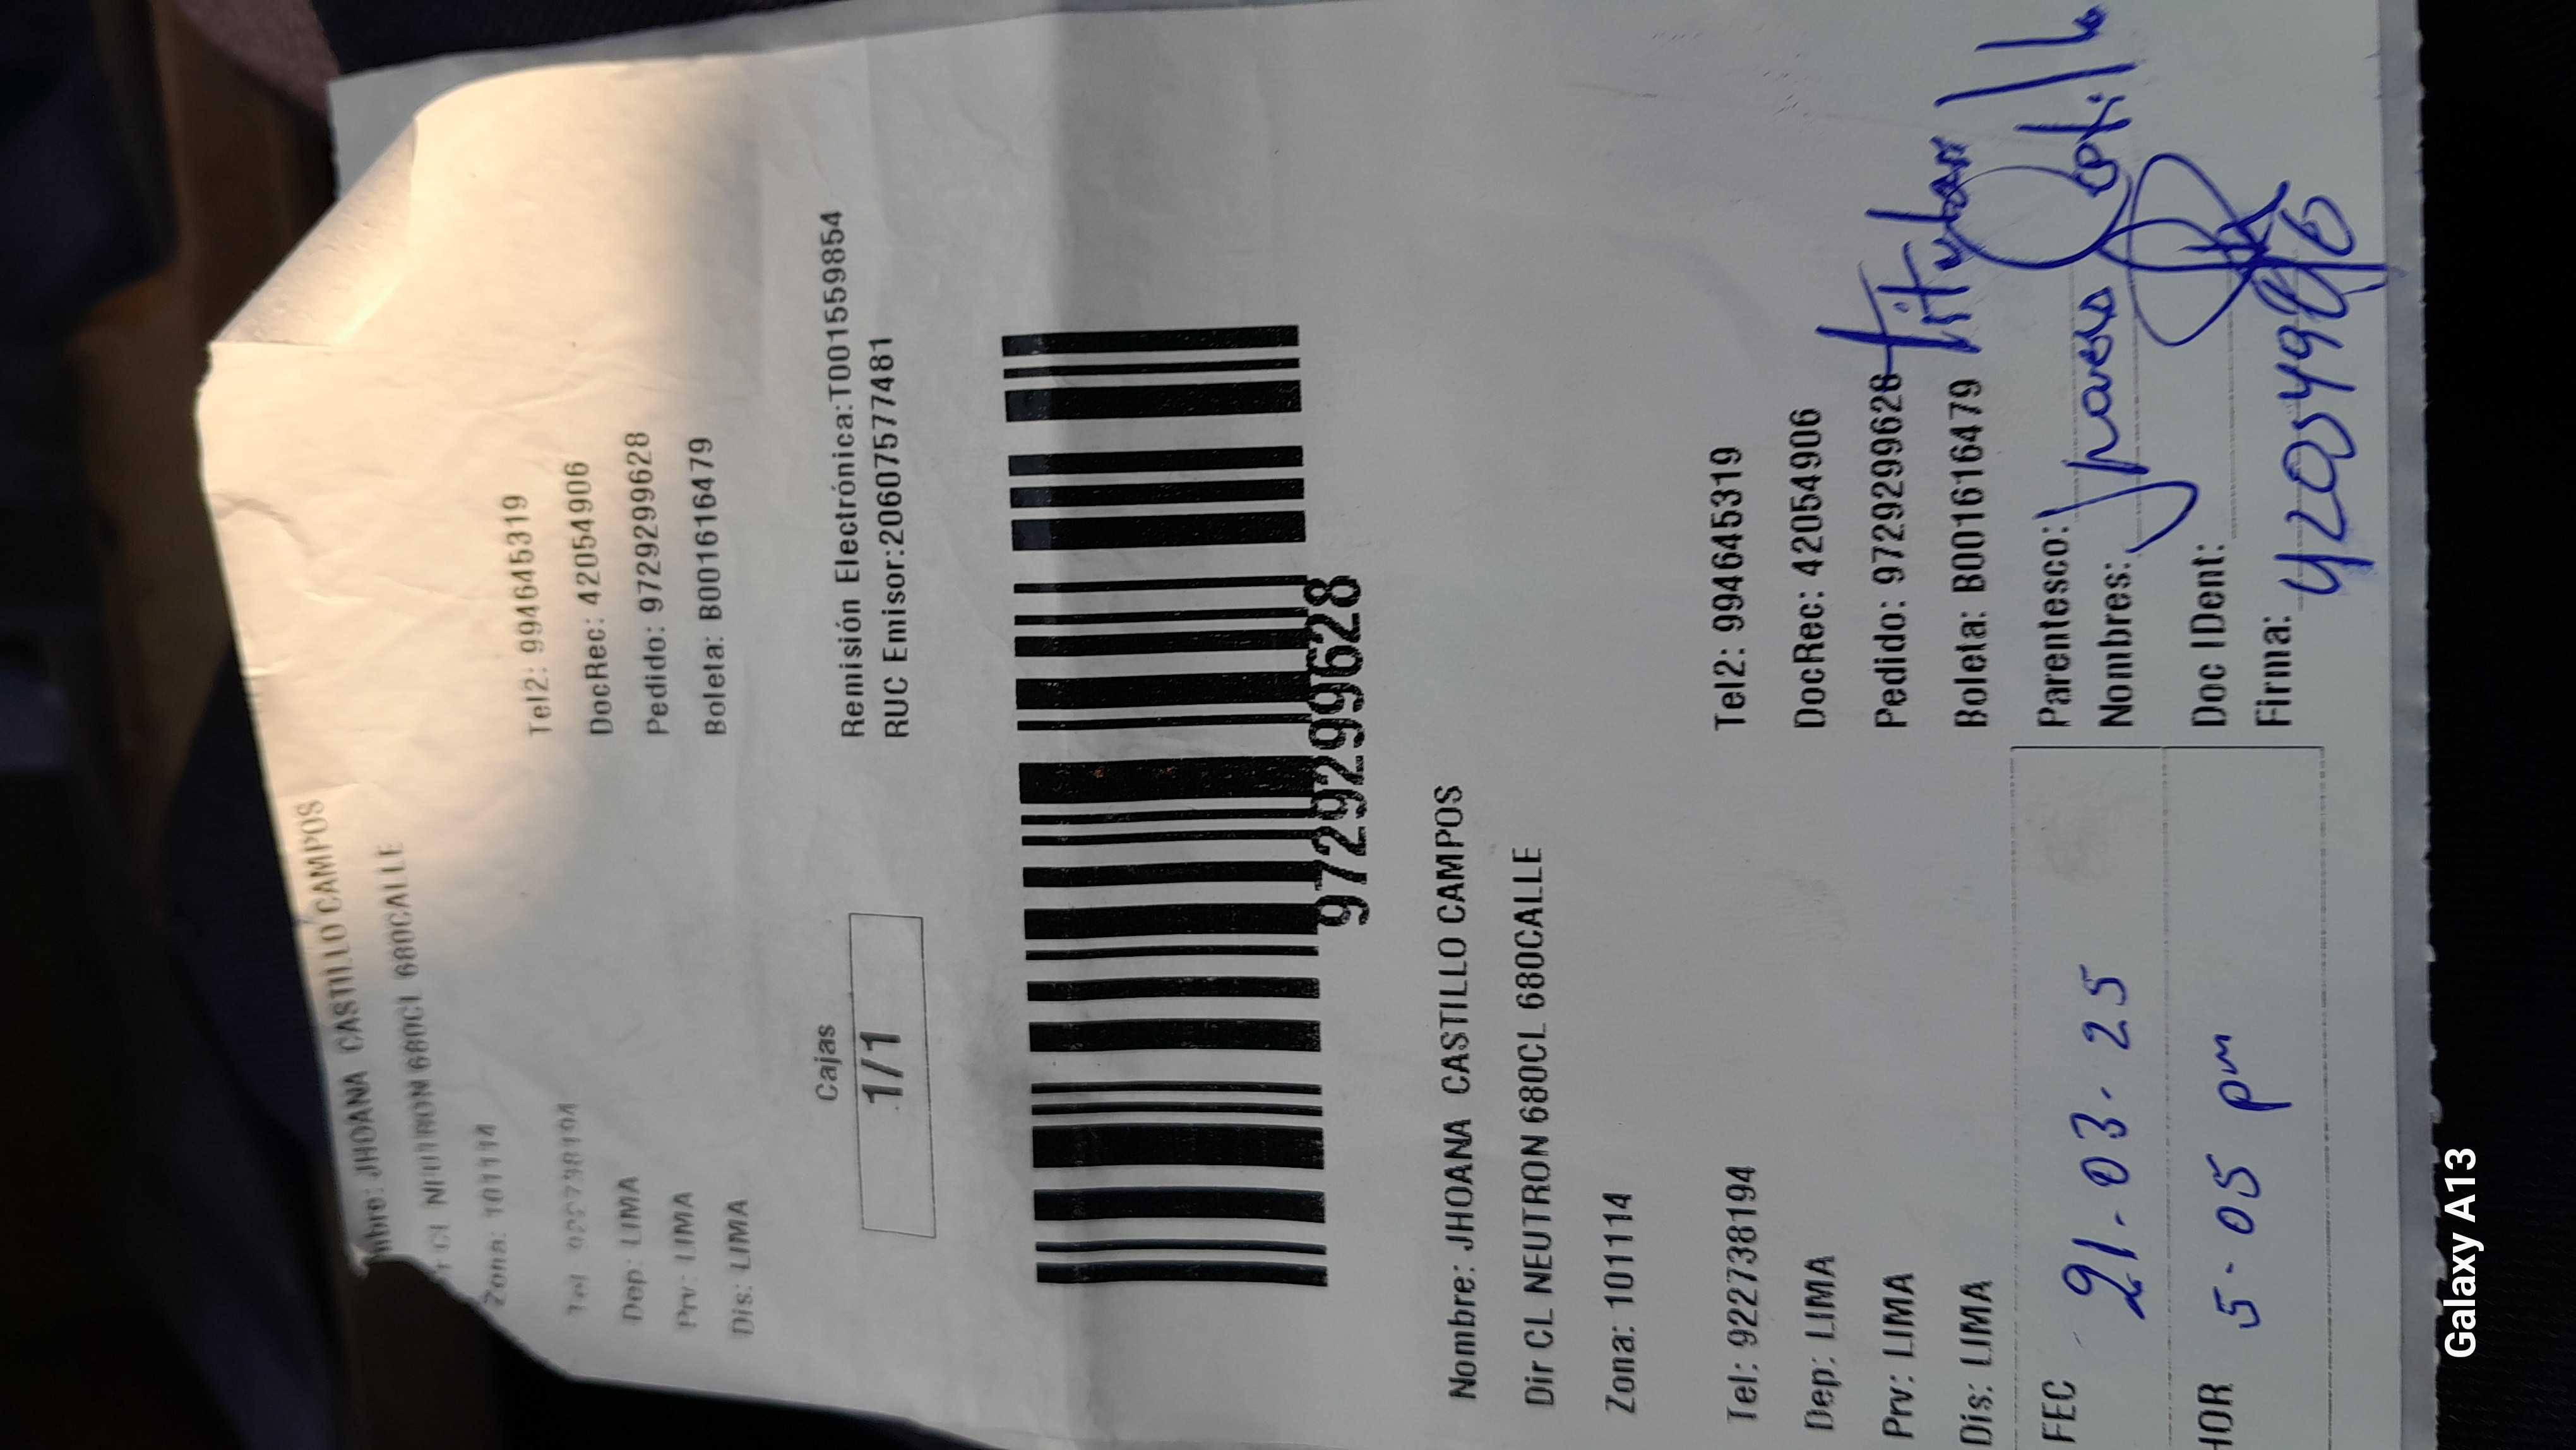 Nombre: JHOANA CASTILLO CAMPOS
CL NEUTRON 680CL 680CALLE
Zona: 101114
Tel
Tel2: 994645319
Dep: LIMA
DocRec: 42054906
Prv: LIMA
Pedido: 9729299628
Dis: LIMA
Boleta: B001616479
Cajas
1/1
Remisión Electrónica:T001559854
RUC Emisor:20607577481
9729299628
Nombre: JHOANA CASTILLO CAMPOS
Dir CL NEUTRON 680CL 680CALLE
Zona: 101114
Tel: 922738194
Tel2: 994645319
Dep: LIMA
DocRec: 42054906
Prv: LIMA
Pedido: 9729299628
Dis: LIMA
Boleta: B001616479
Titular
FEC 21.03.25
Parentesco:
Nombres: Castillo
HOR 5.05 pm
Doc IDent:
Firma: 42054906
Galaxy A13